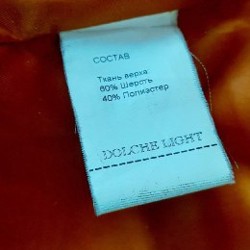 СОСТАВ
Ткань верха
60% Шерсть
40% Полиэстер
DOLCHE LIGHT